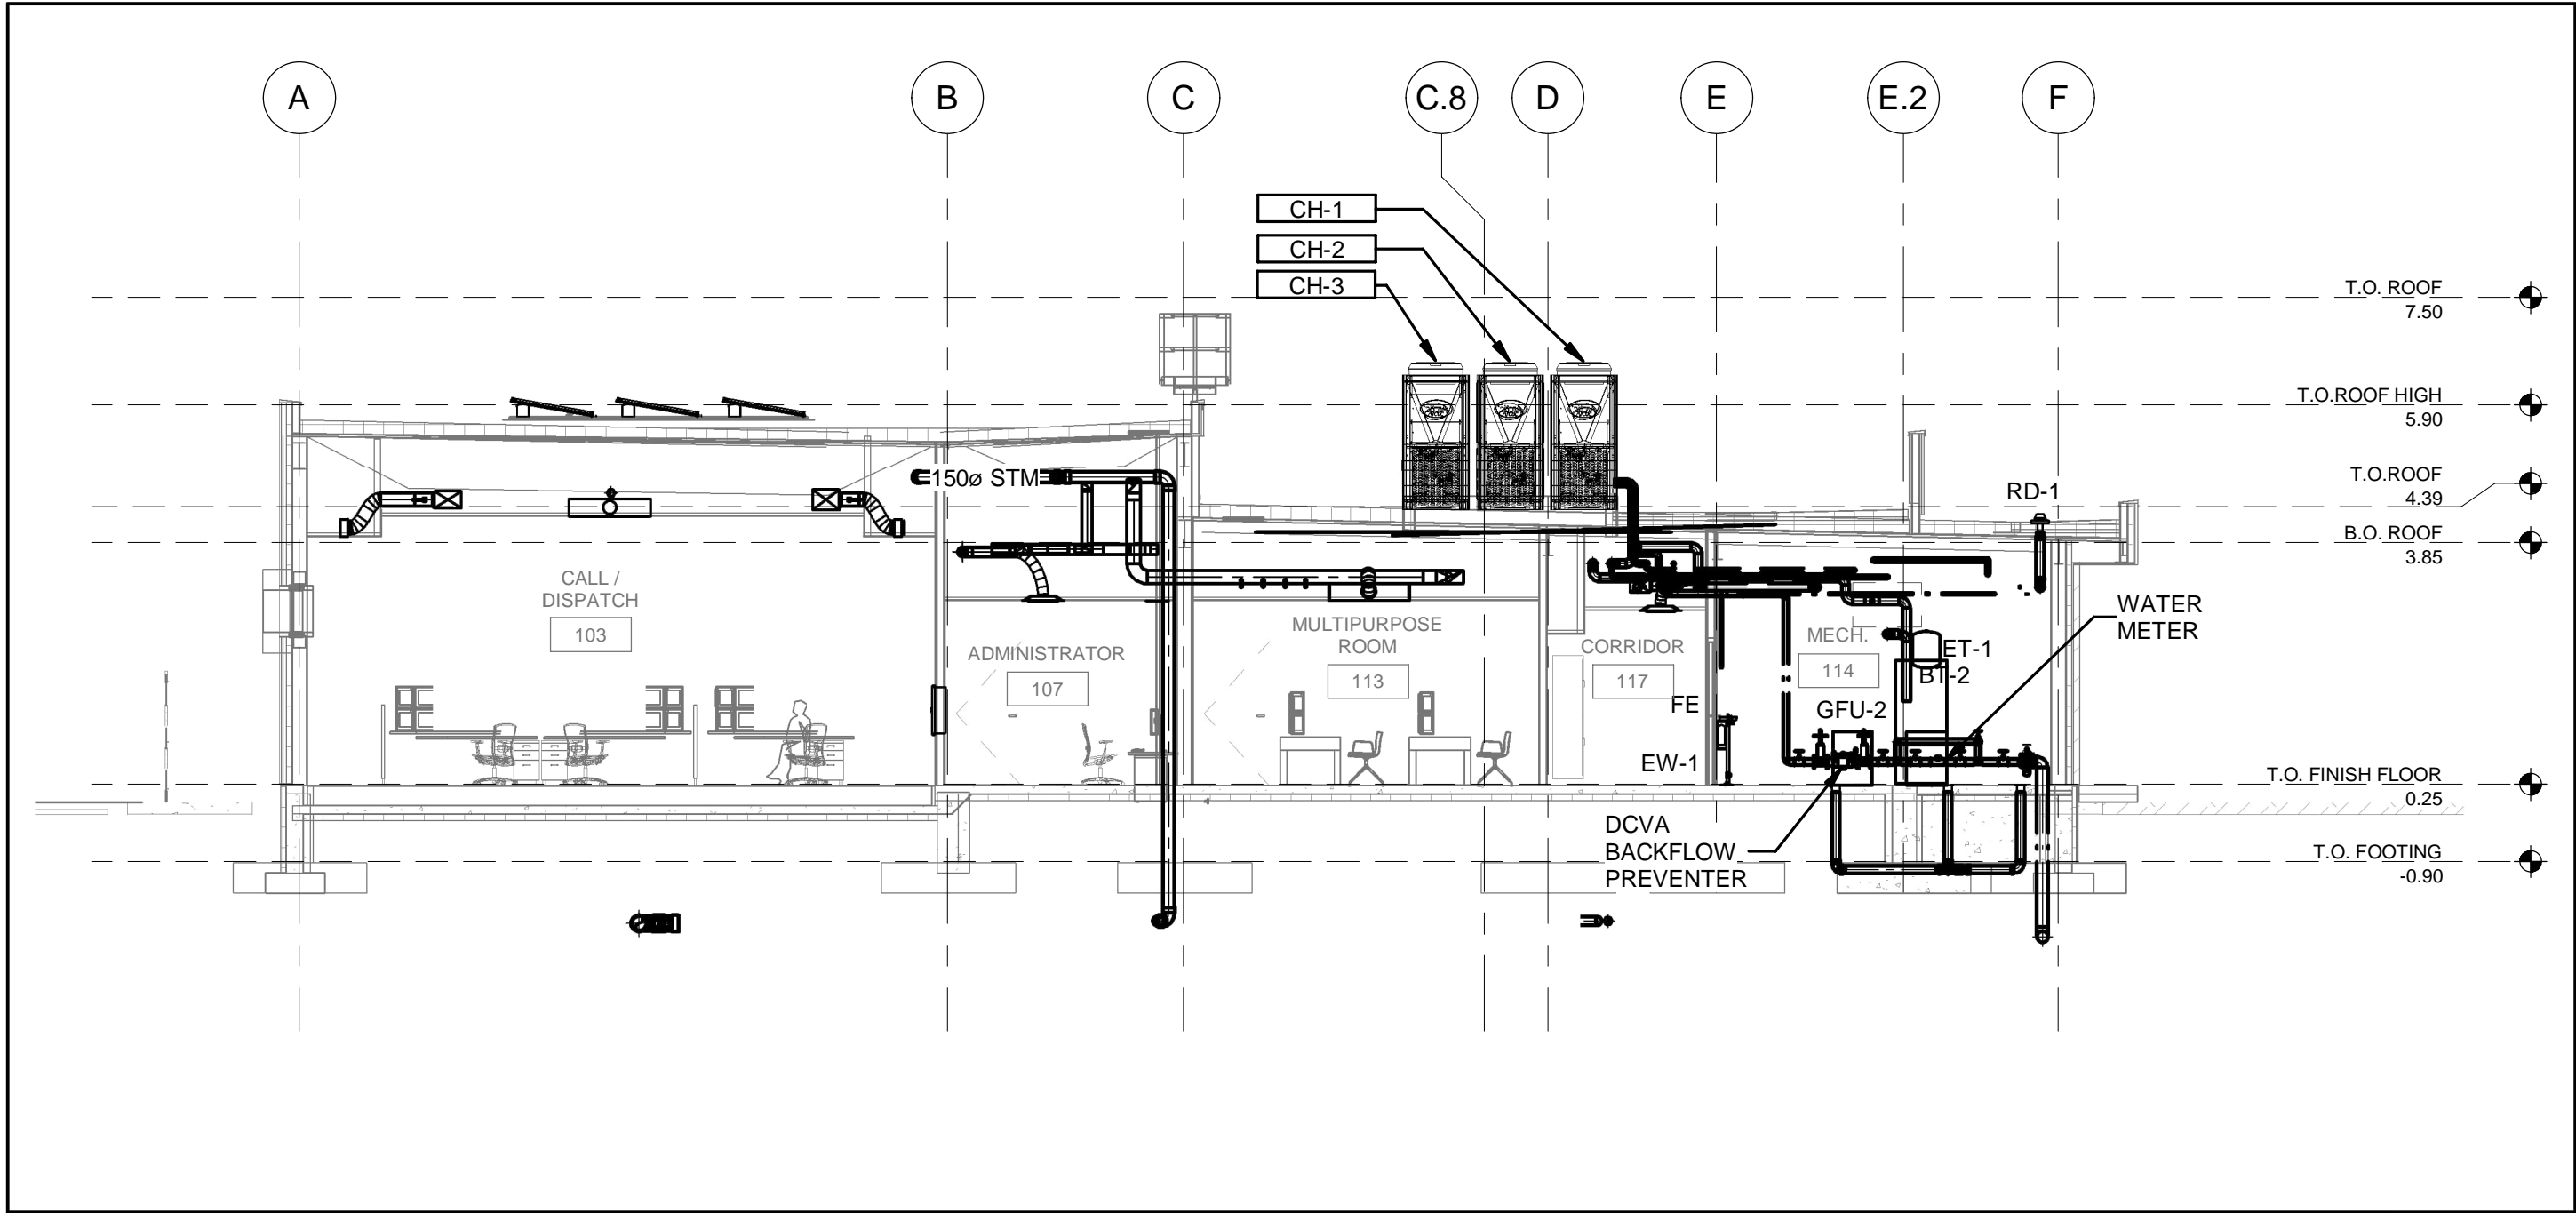 A
B
C
C.8
D
E
E.2
F
CH-1
CH-2
CH-3
T.O. ROOF
7.50
T.O.ROOF HIGH
5.90
T.O.ROOF
4.39
B.O. ROOF
3.85
150ø STM
RD-1
CALL /
DISPATCH
103
ADMINISTRATOR
107
MULTIPURPOSE
ROOM
113
CORRIDOR
117
MECH.
114
WATER
METER
ET-1
BT-2
FE
GFU-2
EW-1
T.O. FINISH FLOOR
0.25
DCVA
BACKFLOW
PREVENTER
T.O. FOOTING
-0.90